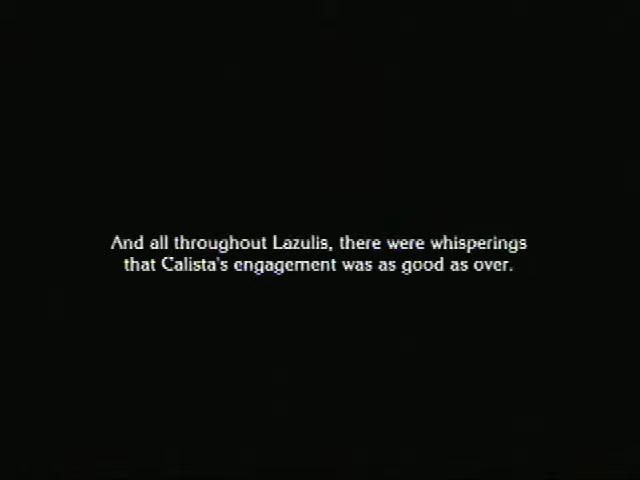 And all throughout Lazulis, there were whisperings
that Calista's engagement was as good as over.